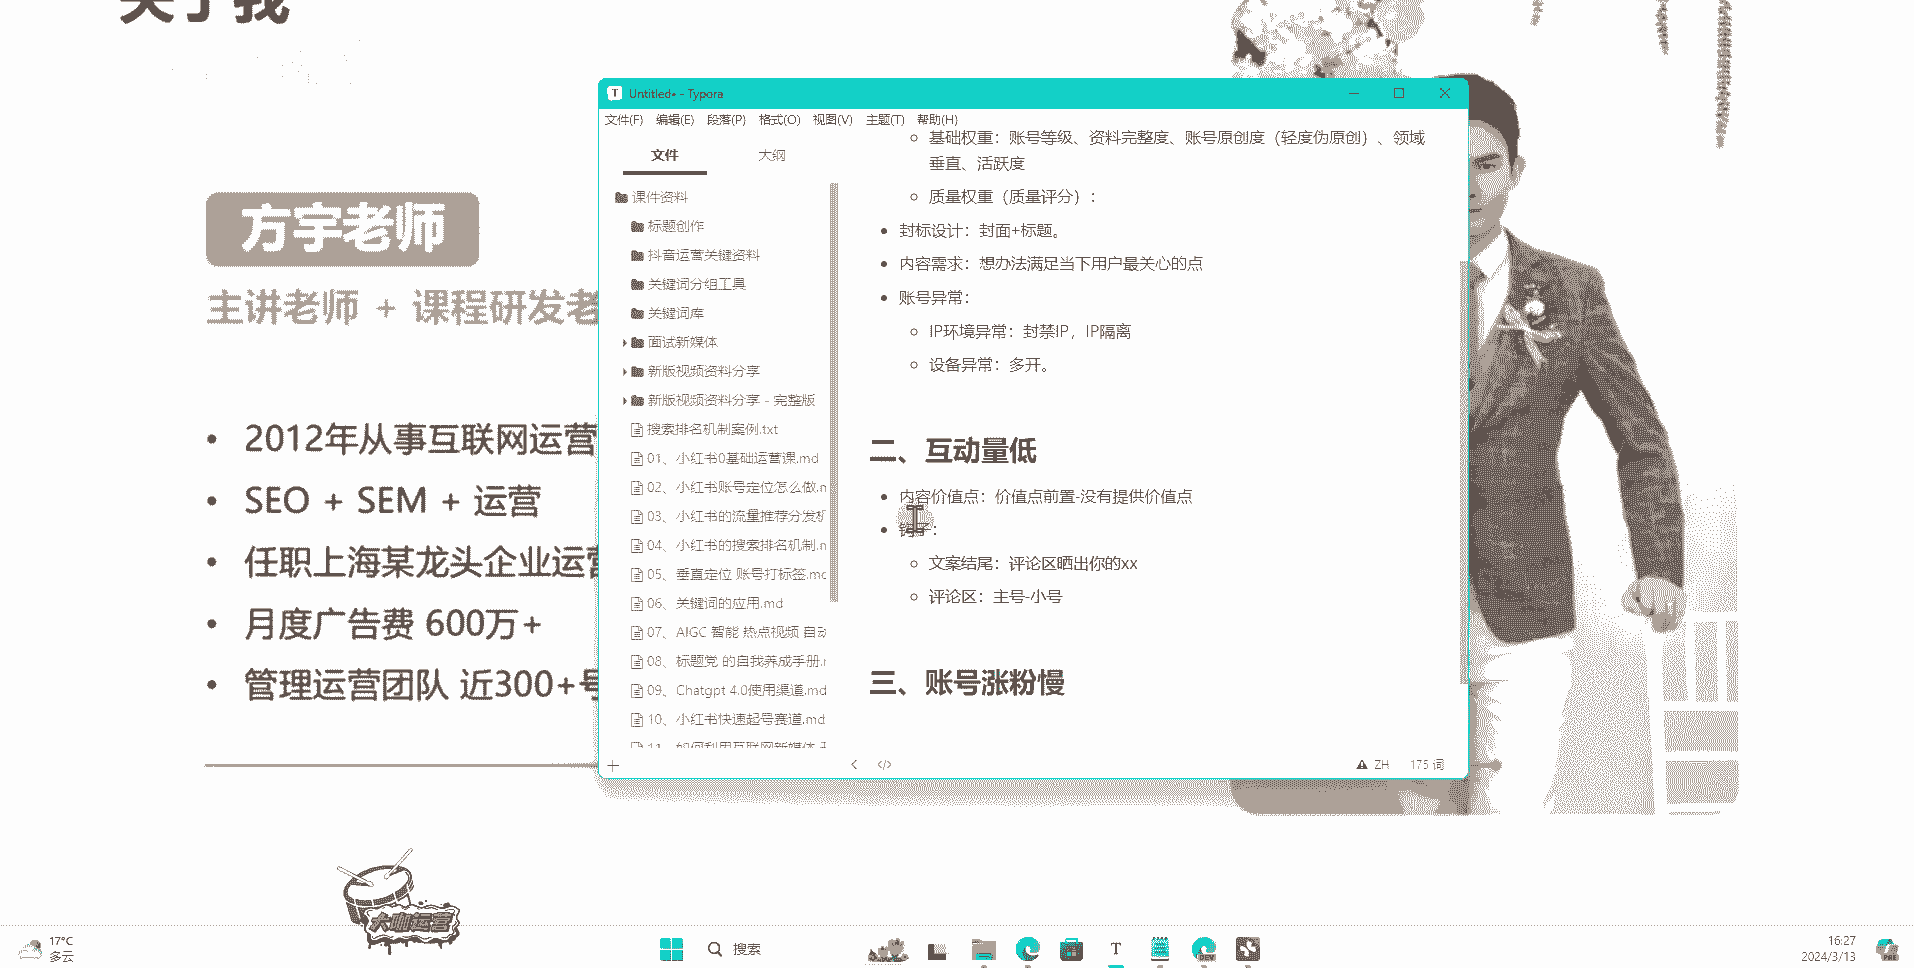 关于我
方宇老师
主讲老师 + 课程研发老
• 2012年从事互联网运营
• SEO + SEM + 运营
• 任职上海某龙头企业运营
• 月度广告费 600万+
• 管理运营团队 近300+号
大咖运营
Untitled• - Typora
文件(F) 编辑(E) 段落(P) 格式(O) 视图(V) 主题(T) 帮助(H)
文件 大纲
课件资料
标题创作
抖音运营关键资料
关键词分组工具
关键词库
面试新媒体
新版视频资料分享
新版视频资料分享 - 完整版
搜索排名机制案例.txt
01、小红书0基础运营课.md
02、小红书账号定位怎么做.m
03、小红书的流量推荐分发机
04、小红书的搜索排名机制.m
05、垂直定位 账号打标签.md
06、关键词的应用.md
07、AIGC 智能 热点视频 自动
08、标题党 的自我养成手册.m
09、Chatgpt 4.0使用渠道.md
10、小红书快速起号赛道.md
11、如何利用互联网新媒体
基础权重：账号等级、资料完整度、账号原创度（轻度伪原创）、领域
垂直、活跃度
质量权重（质量评分）：
• 封标设计：封面+标题。
• 内容需求：想办法满足当下用户最关心的点
• 账号异常：
IP环境异常：封禁IP，IP隔离
设备异常：多开。
二、互动量低
• 内容价值点：价值点前置-没有提供价值点
• 钩子：
文案结尾：评论区晒出你的xx
评论区：主号-小号
三、账号涨粉慢
ZH 175 词
17°C
多云
搜索
T
DEV
16:27
2024/3/13
PRE